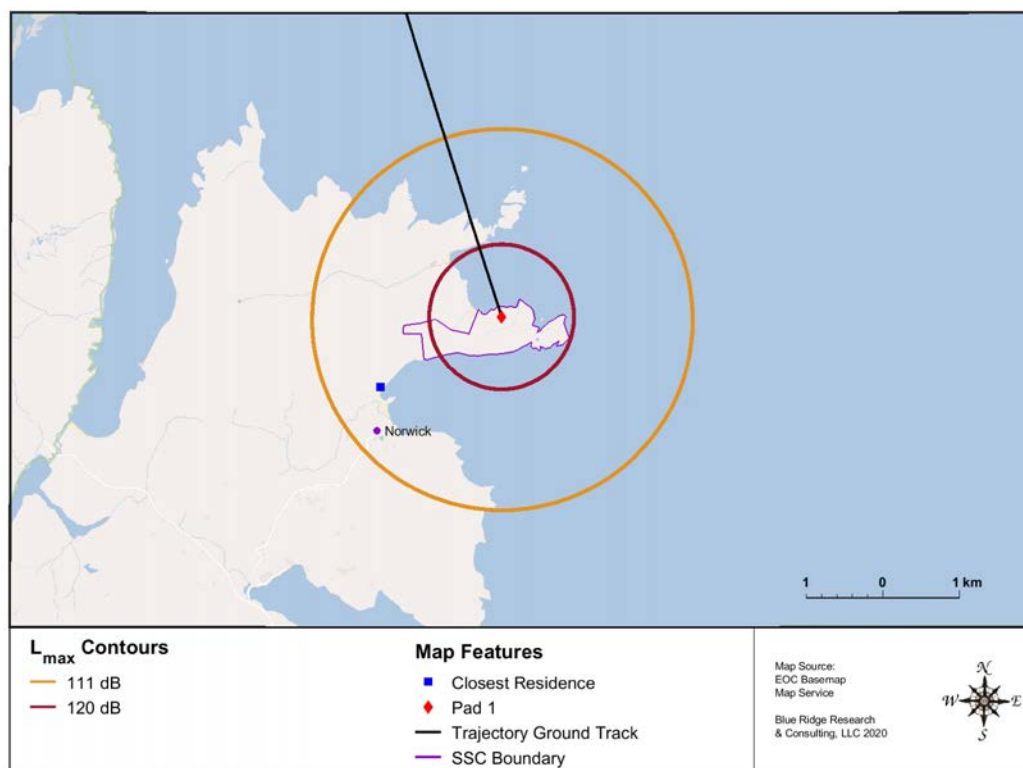 Norwick
1 0 1 km
L max Contours
111 dB
120 dB
Map Features
Closest Residence
Pad 1
Trajectory Ground Track
SSC Boundary
Map Source:
EOC Basemap
Map Service
Blue Ridge Research
& Consulting, LLC 2020
N
W E
S